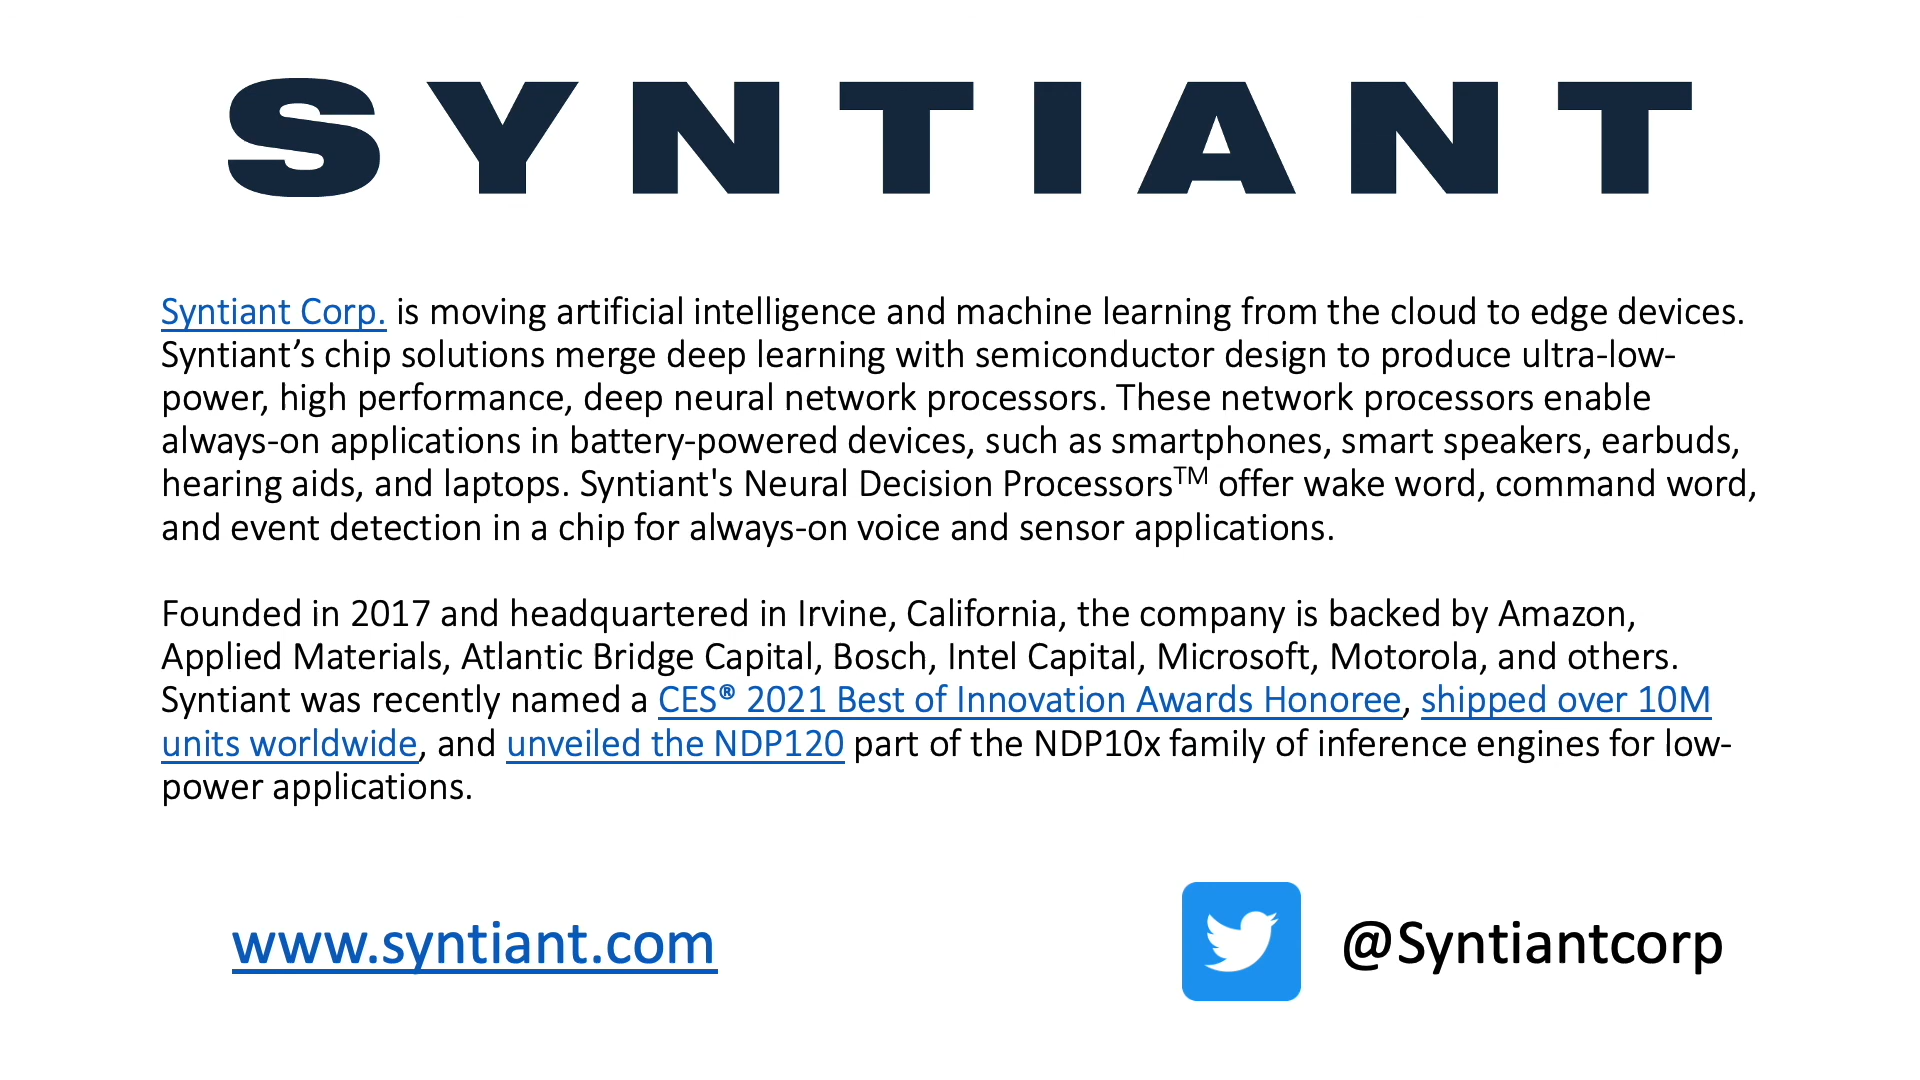 SYNTIANT
Syntiant Corp. is moving artificial intelligence and machine learning from the cloud to edge devices.
Syntiant’s chip solutions merge deep learning with semiconductor design to produce ultra-low-
power, high performance, deep neural network processors. These network processors enable
always-on applications in battery-powered devices, such as smartphones, smart speakers, earbuds,
hearing aids, and laptops. Syntiant's Neural Decision Processors™ offer wake word, command word,
and event detection in a chip for always-on voice and sensor applications.
Founded in 2017 and headquartered in Irvine, California, the company is backed by Amazon,
Applied Materials, Atlantic Bridge Capital, Bosch, Intel Capital, Microsoft, Motorola, and others.
Syntiant was recently named a CES® 2021 Best of Innovation Awards Honoree, shipped over 10M
units worldwide, and unveiled the NDP120 part of the NDP10x family of inference engines for low-
power applications.
www.syntiant.com
@Syntiantcorp